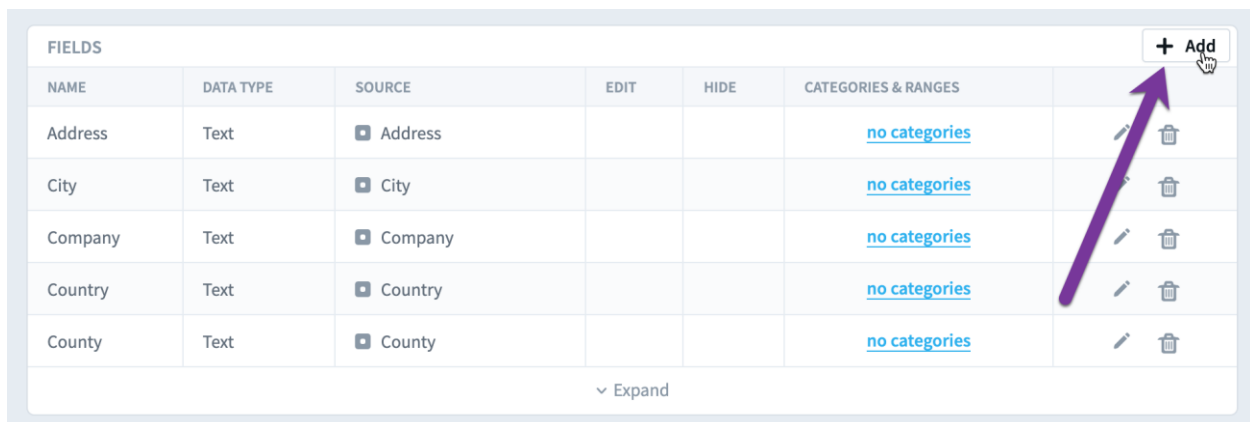 FIELDS + Add
NAME DATA TYPE SOURCE EDIT HIDE CATEGORIES & RANGES
Address Text Address no categories
City Text City no categories
Company Text Company no categories
Country Text Country no categories
County Text County no categories
Expand